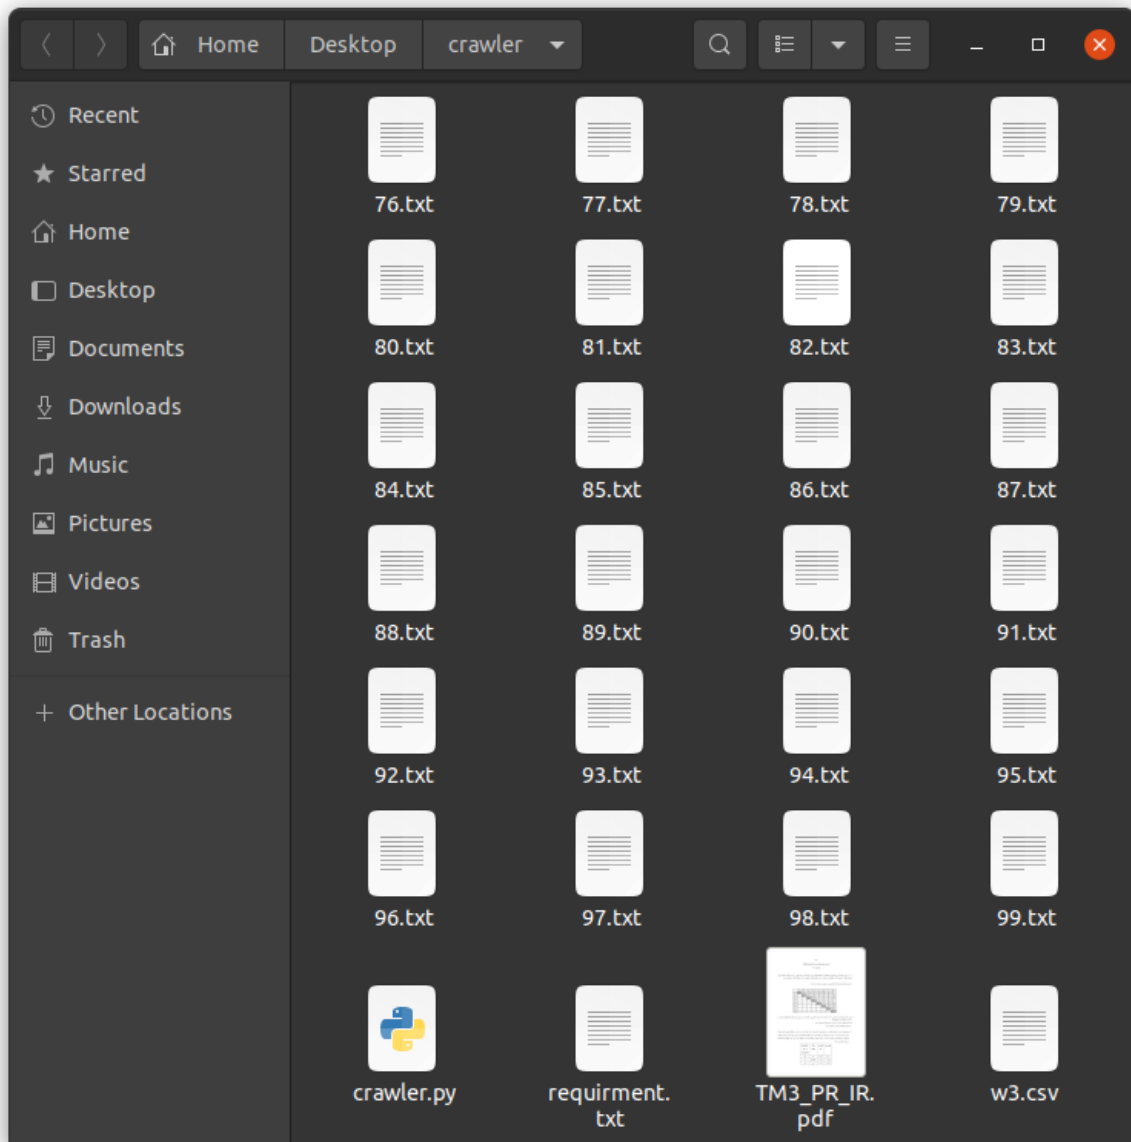 Home Desktop crawler
Recent
Starred
Home
Desktop
Documents
Downloads
Music
Pictures
Videos
Trash
Other Locations
76.txt 77.txt 78.txt 79.txt
80.txt 81.txt 82.txt 83.txt
84.txt 85.txt 86.txt 87.txt
88.txt 89.txt 90.txt 91.txt
92.txt 93.txt 94.txt 95.txt
96.txt 97.txt 98.txt 99.txt
crawler.py requirment. TM3_PR_IR. w3.csv
txt pdf